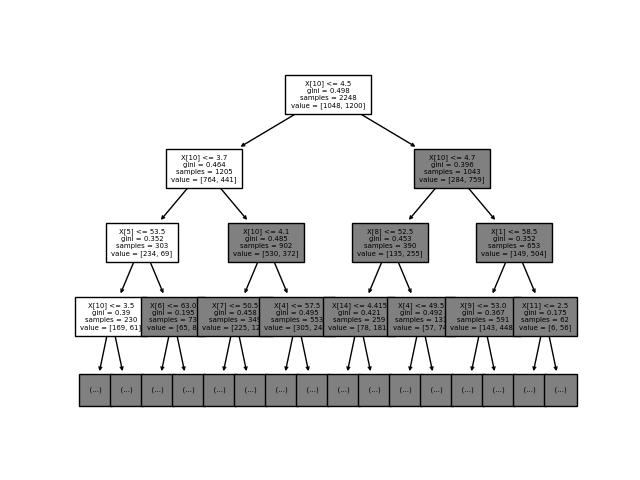 X[10] <= 4.5
gini = 0.498
samples = 2248
value = [1048, 1200]
X[10] <= 3.7
gini = 0.464
samples = 1205
value = [764, 441]
X[10] <= 4.7
gini = 0.396
samples = 1043
value = [284, 759]
X[5] <= 53.5
gini = 0.352
samples = 303
value = [234, 69]
X[10] <= 4.1
gini = 0.485
samples = 902
value = [530, 372]
X[8] <= 52.5
gini = 0.453
samples = 390
value = [135, 255]
X[1] <= 58.5
gini = 0.352
samples = 653
value = [149, 504]
X[10] <= 3.5
gini = 0.39
samples = 230
value = [169, 61]
X[6] <= 63.0
gini = 0.195
samples = 73
value = [65, 8
X[7] <= 50.5
gini = 0.458
samples = 349
value = [225, 12
X[4] <= 57.5
gini = 0.495
samples = 553
value = [305, 24
X[14] <= 4.415
gini = 0.421
samples = 259
value = [78, 181
X[4] <= 49.5
gini = 0.492
samples = 131
value = [57, 74
X[9] <= 53.0
gini = 0.367
samples = 591
value = [143, 448
X[11] <= 2.5
gini = 0.175
samples = 62
value = [6, 56]
(...) (...) (...) (...) (...) (...) (...) (...) (...) (...) (...) (...) (...) (...) (...) (...)